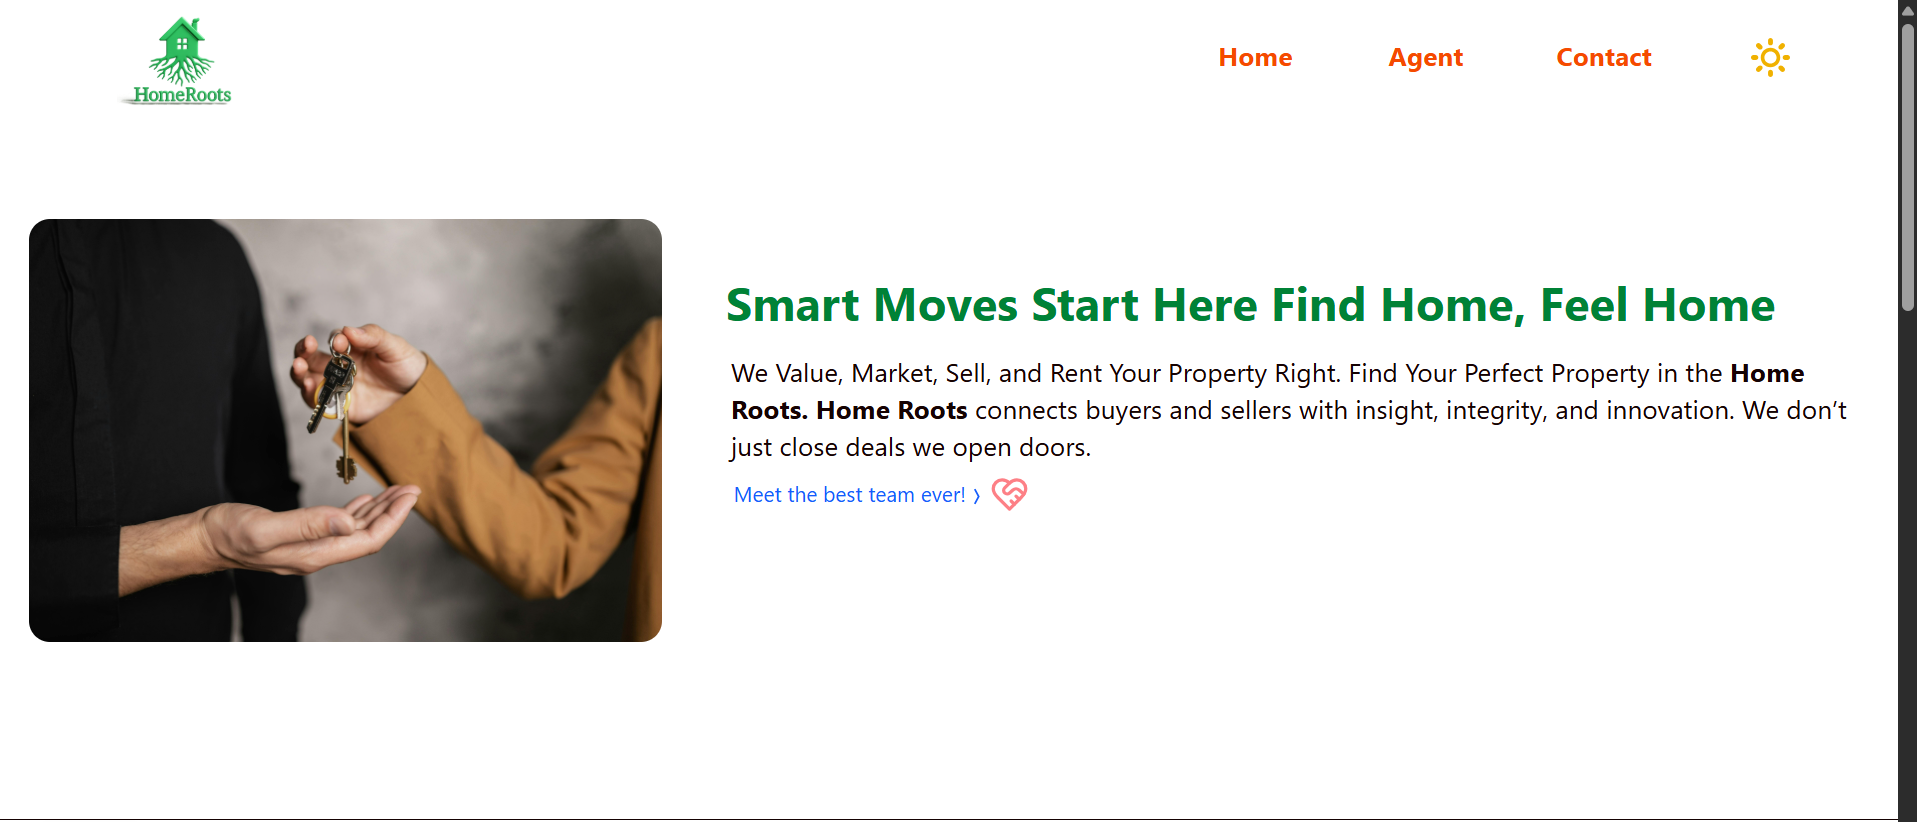 HomeRoots
Home
Agent
Contact
Smart Moves Start Here Find Home, Feel Home
We Value, Market, Sell, and Rent Your Property Right. Find Your Perfect Property in the Home
Roots. Home Roots connects buyers and sellers with insight, integrity, and innovation. We don’t
just close deals we open doors.
Meet the best team ever! 〉